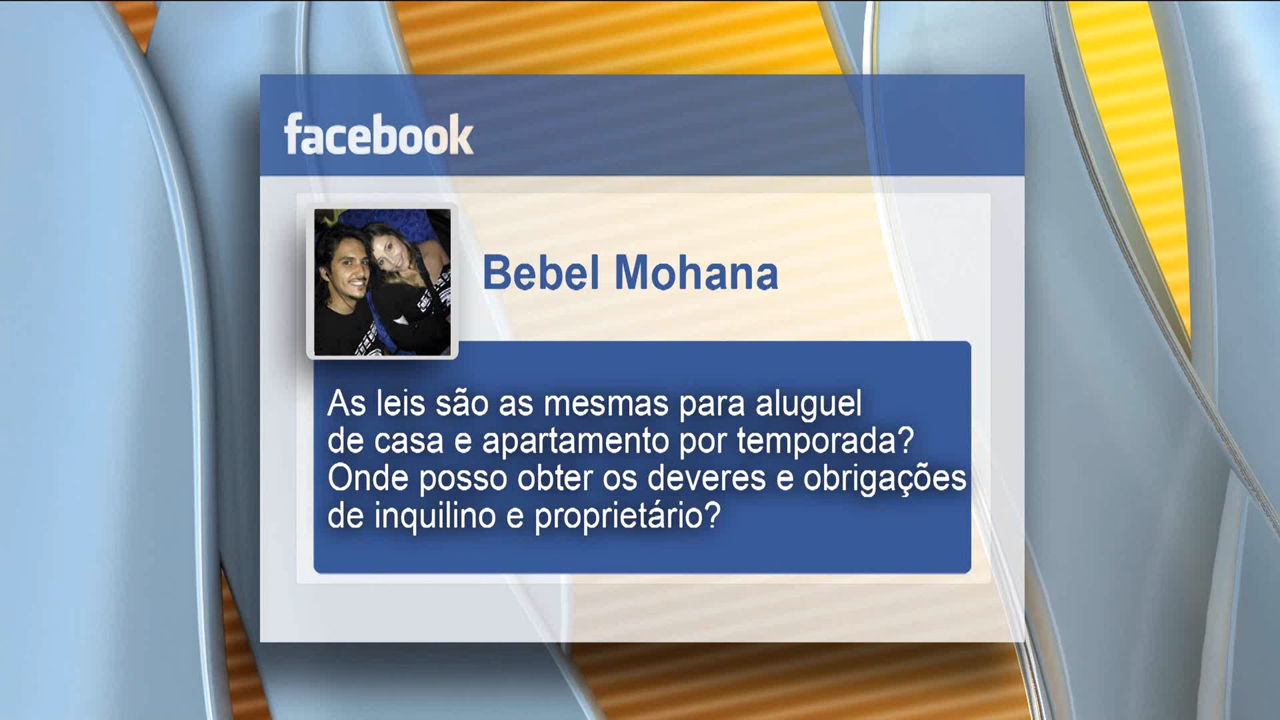 facebook
Bebel Mohana
As leis são as mesmas para aluguel
de casa e apartamento por temporada?
Onde posso obter os deveres e obrigações
de inquilino e proprietário?